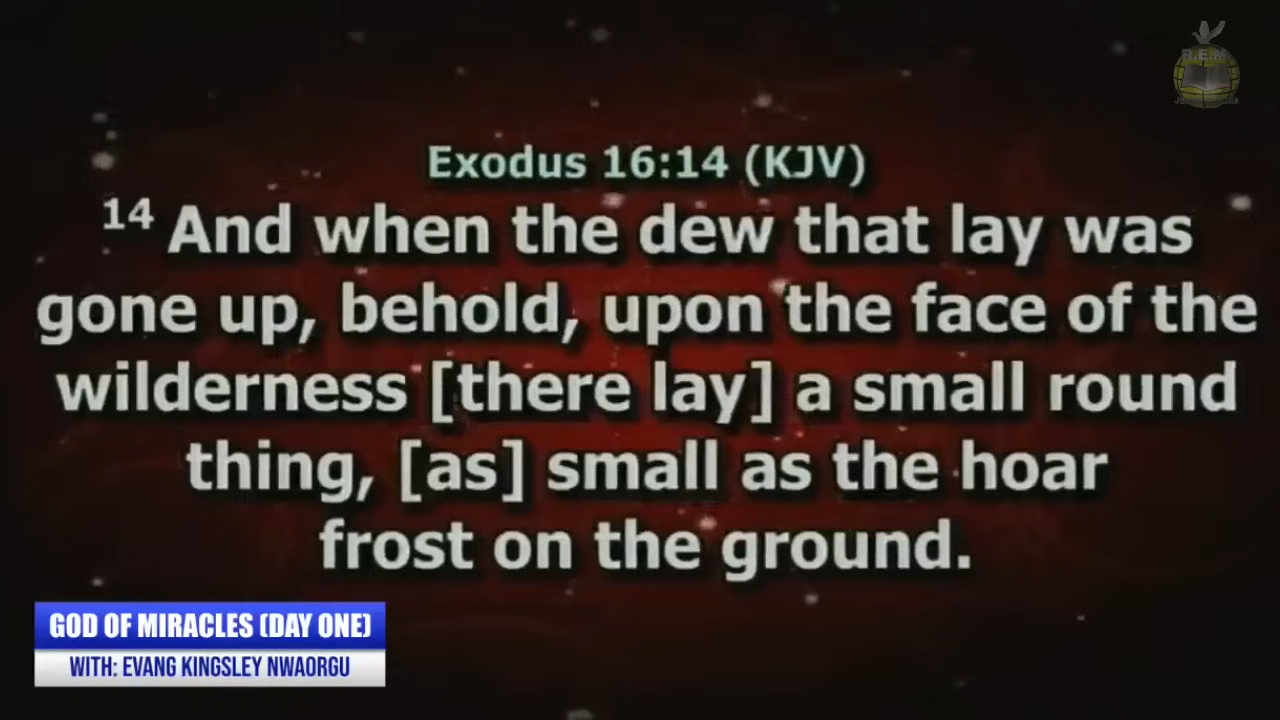 R.E.M
Exodus 16:14 (KJV)
14 And when the dew that lay was
gone up, behold, upon the face of the
wilderness [there lay] a small round
thing, [as] small as the hoar
frost on the ground.
GOD OF MIRACLES (DAY ONE)
WITH: EVANG KINGSLEY NWAORGU